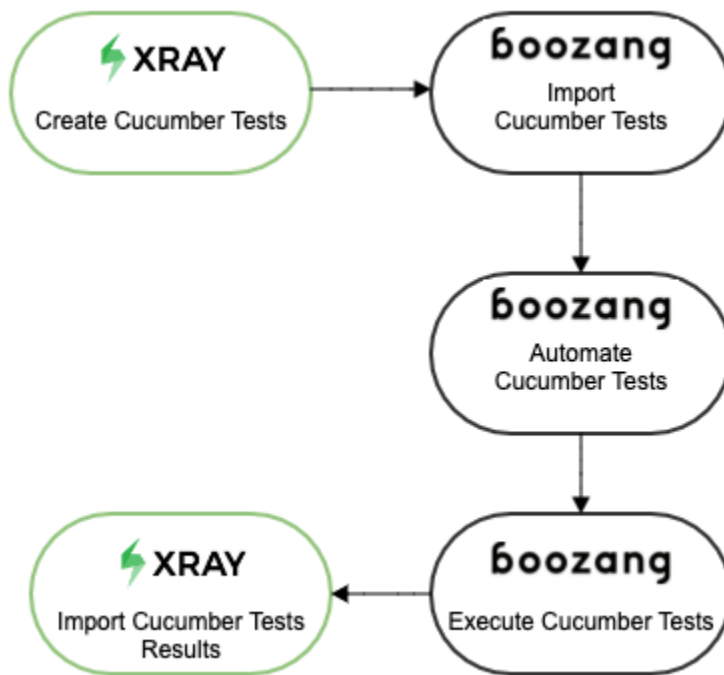 XRAY
Create Cucumber Tests
boozang
Import
Cucumber Tests
boozang
Automate
Cucumber Tests
boozang
Execute Cucumber Tests
XRAY
Import Cucumber Tests
Results